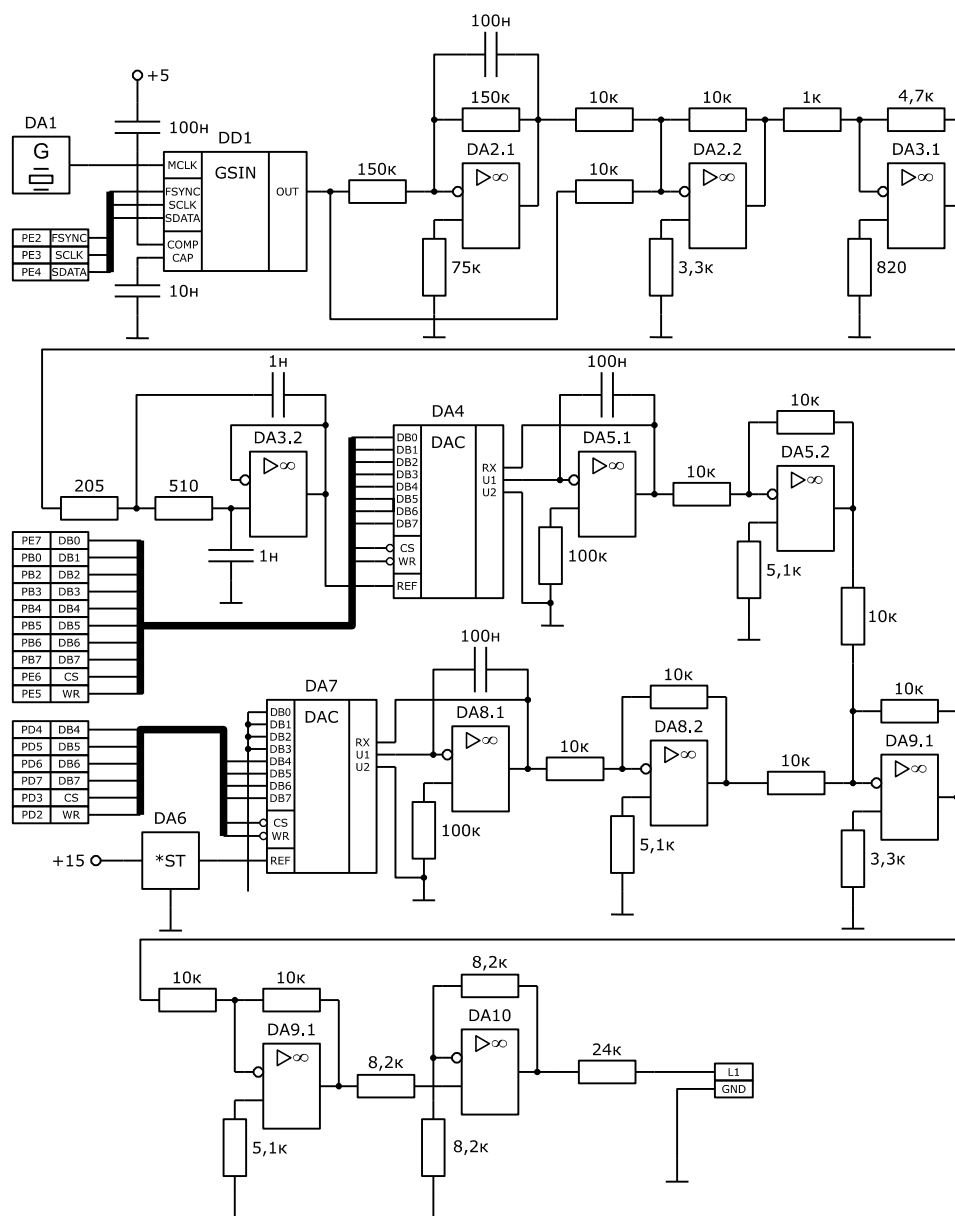 100н
+5
150к
10к
10к
1к
4,7к
DA1
100н
DD1
DA2.1
DA2.2
DA3.1
G
MCLK
GSIN
150к
10к
▷∞
▷∞
▷∞
FSYNC
OUT
SCLK
SDATA
PE2 FSYNC
PE3 SCLK
PE4 SDATA
COMP
CAP
75к
3,3к
820
10н
1н
100н
DA4
10к
DA3.2
DB0
DAC
DA5.1
DA5.2
▷∞
DB1
DB2
DB3
DB4
DB5
DB6
DB7
RX
U1
U2
▷∞
10к
▷∞
205
510
PE7 DB0
PB0 DB1
PB2 DB2
PB3 DB3
PB4 DB4
PB5 DB5
PB6 DB6
PB7 DB7
PE6 CS
PE5 WR
1н
CS
WR
REF
100к
5,1к
10к
100н
DA7
10к
10к
PD4 DB4
PD5 DB5
PD6 DB6
PD7 DB7
PD3 CS
PD2 WR
DB0
DB1
DB2
DB3
DB4
DB5
DB6
DB7
DAC
RX
U1
U2
DA8.1
▷∞
10к
DA8.2
▷∞
10к
DA9.1
▷∞
CS
WR
REF
DA6
100к
5,1к
3,3к
+15
*ST
10к
10к
8,2к
DA9.1
DA10
▷∞
▷∞
8,2к
24к
L1
GND
5,1к
8,2к